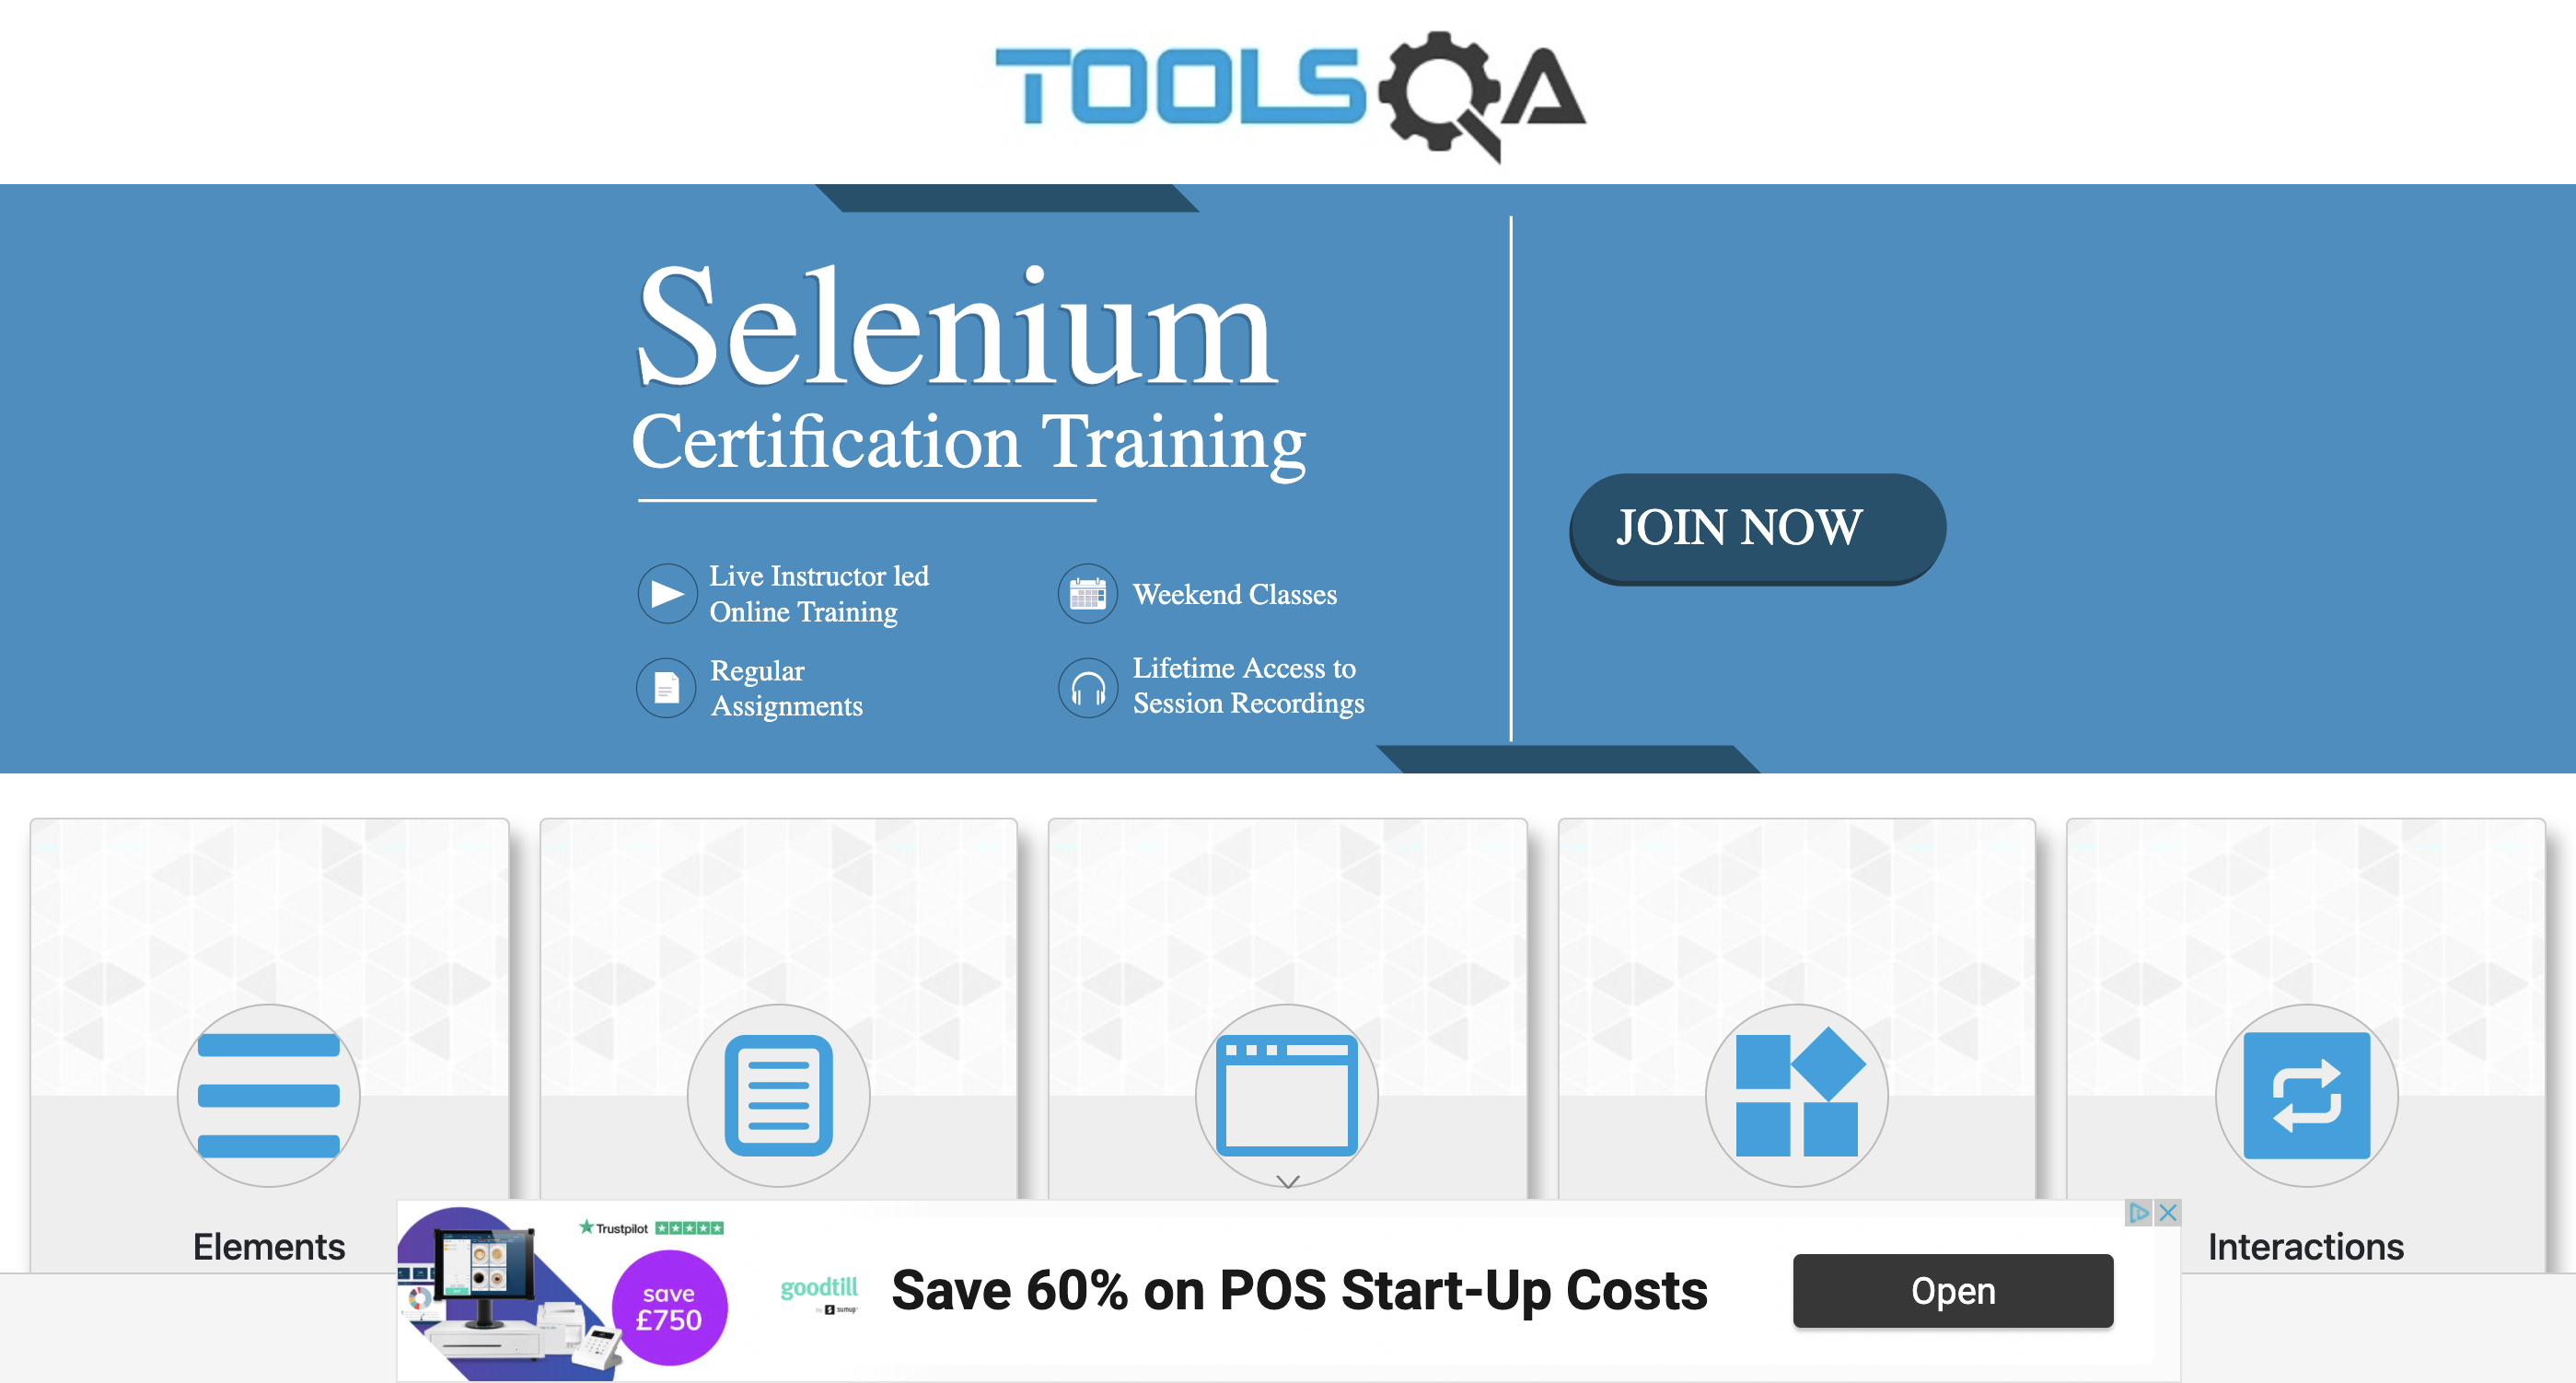 TOOLSQA
Selenium
Certification Training
JOIN NOW
Live Instructor led
Online Training
Weekend Classes
Regular
Assignments
Lifetime Access to
Session Recordings
Elements
Interactions
Trustpilot
save
£750
goodtill
by sumup
Save 60% on POS Start-Up Costs
Open